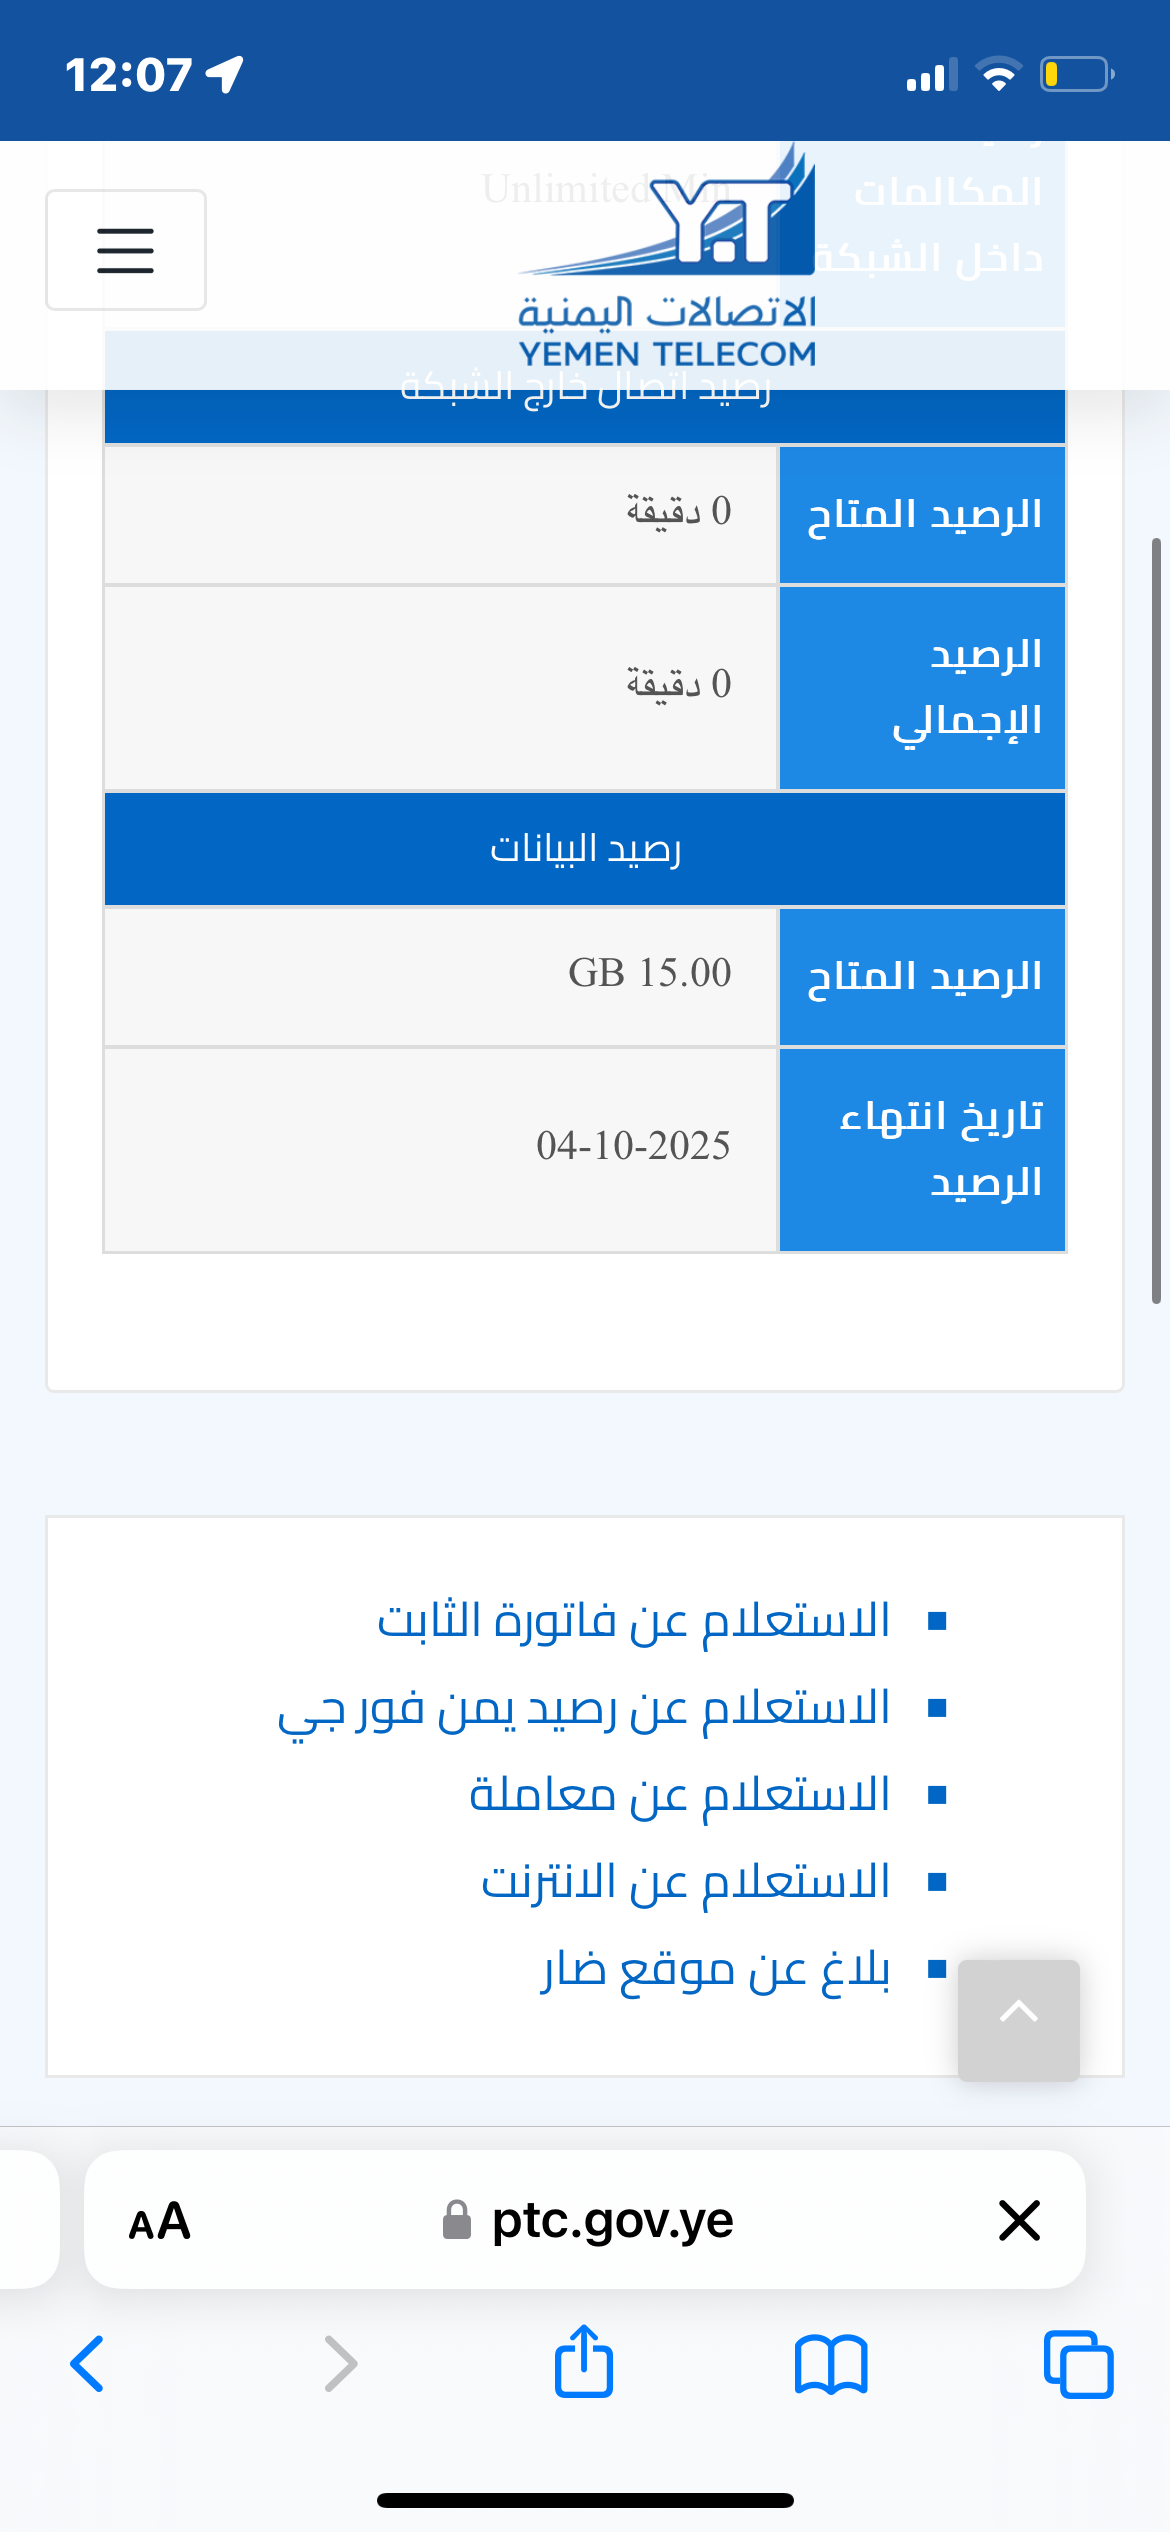 12:07
Unlimited Min
المكالمات
داخل الشبكة
Y.T
الاتصالات اليمنية
YEMEN TELECOM
رصيد اتصال خارج الشبكة
الرصيد المتاح
0 دقيقة
الرصيد
الإجمالي
0 دقيقة
رصيد البيانات
الرصيد المتاح
GB 15.00
تاريخ انتهاء
الرصيد
04-10-2025
الاستعلام عن فاتورة الثابت
الاستعلام عن رصيد يمن فور جي
الاستعلام عن معاملة
الاستعلام عن الانترنت
بلاغ عن موقع ضار
AA
ptc.gov.ye